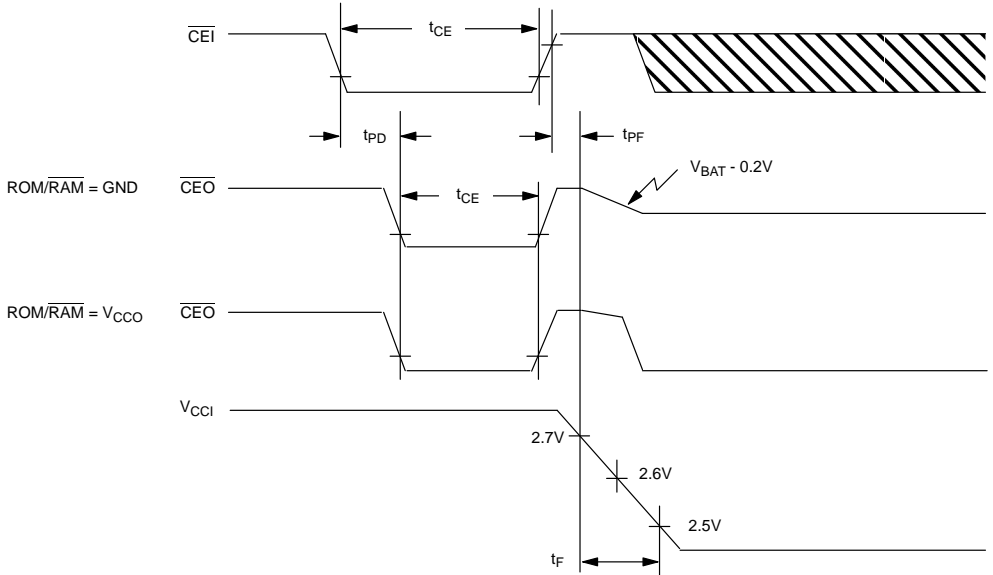 CEI
tCE
tPD
tPF
VBAT - 0.2V
ROM/RAM = GND CEO
tCE
ROM/RAM = VCCO CEO
VCCI
2.7V
2.6V
2.5V
tF